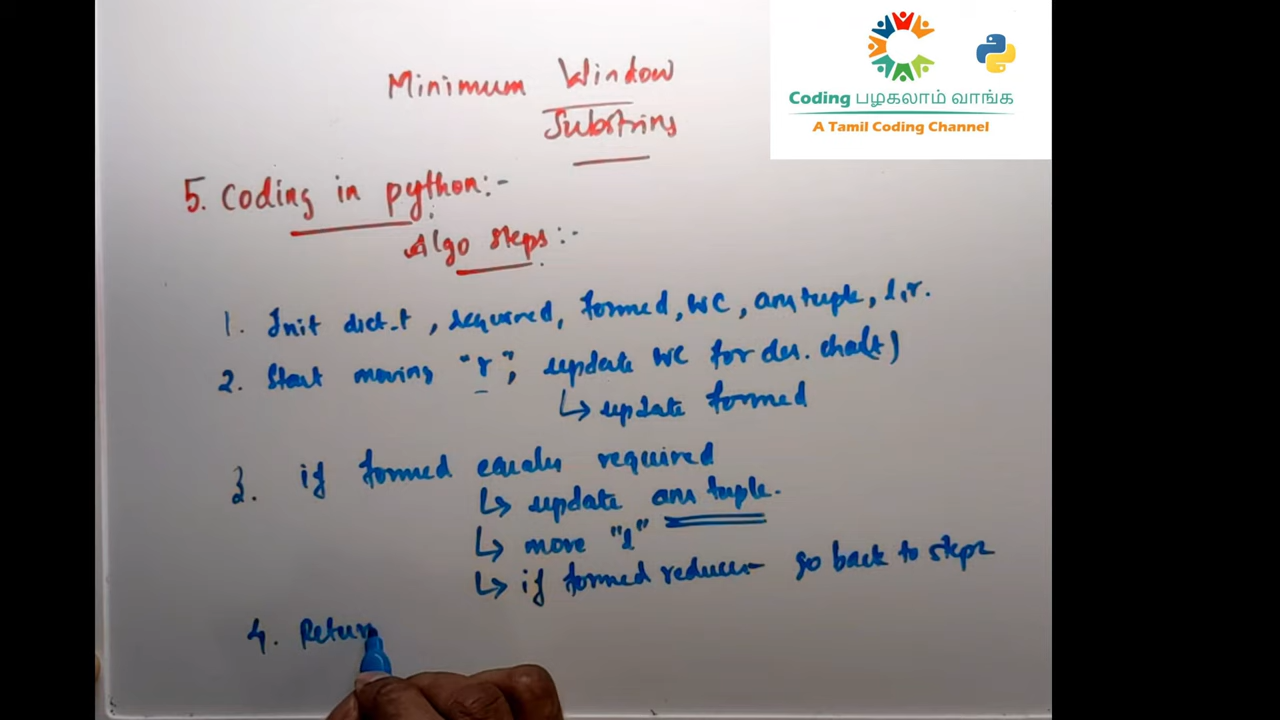 Minimum Window
Substring
Coding பழகலாம் வாங்க
A Tamil Coding Channel
5. Coding in python:-
Algo steps:-
1. Init dict_t, required, formed, WC, ans tuple, l, r.
2. Start moving "r", update WC for des. cha(t)
↳ update formed
3. if formed equals required
↳ update ans tuple.
↳ move "l"
↳ if formed reduces - go back to step2
4. Retur